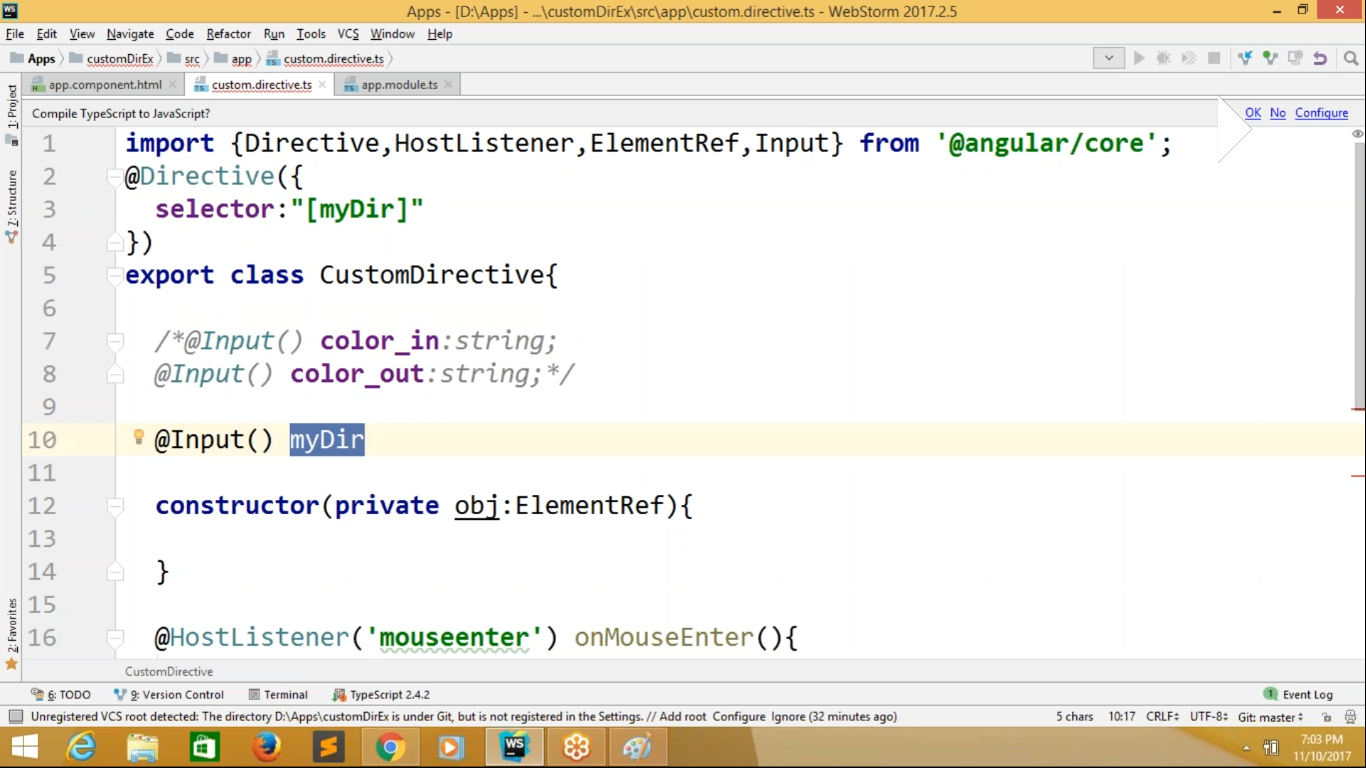 Apps - [D:\Apps] - ...\customDirEx\src\app\custom.directive.ts - WebStorm 2017.2.5
File Edit View Navigate Code Refactor Run Tools VCS Window Help
Apps customDirEx src app custom.directive.ts
app.component.html custom.directive.ts app.module.ts
1: Project
Compile TypeScript to JavaScript? OK No Configure
1 import {Directive,HostListener,ElementRef,Input} from '@angular/core';
2 @Directive({
3 selector:"[myDir]"
4 })
5 export class CustomDirective{
6
7 /*@Input() color_in:string;
8 @Input() color_out:string;*/
9
10 @Input() myDir
11
12 constructor(private obj:ElementRef){
13
14 }
15
16 @HostListener('mouseenter') onMouseEnter(){
7: Structure
2: Favorites
CustomDirective
6: TODO 9: Version Control Terminal TypeScript 2.4.2 1 Event Log
Unregistered VCS root detected: The directory D:\Apps\customDirEx is under Git, but is not registered in the Settings. // Add root Configure Ignore (32 minutes ago) 5 chars 10:17 CRLF UTF-8 Git: master
7:03 PM
11/10/2017